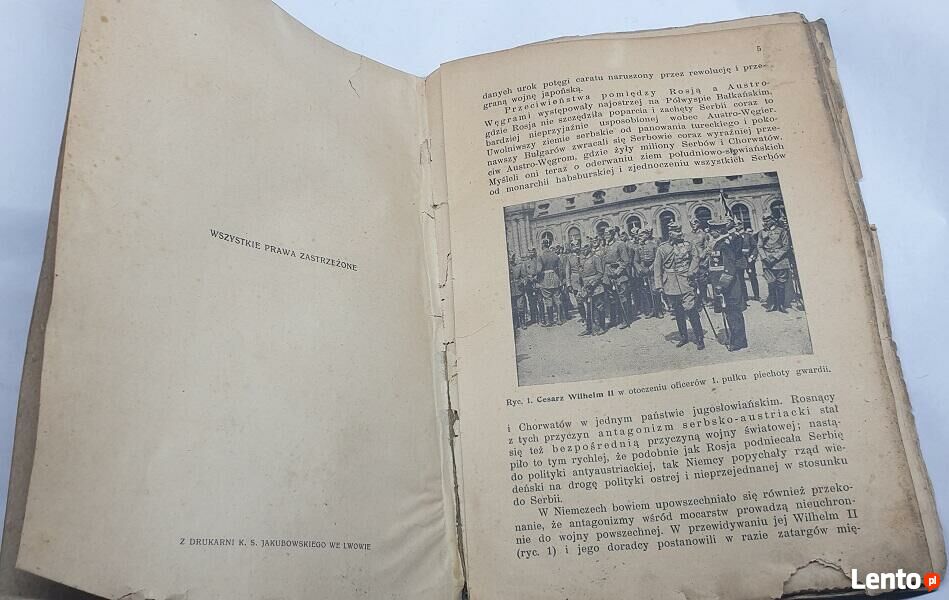 WSZYSTKIE PRAWA ZASTRZEŻONE
Z DRUKARNI K. S. JAKUBOWSKIEGO WE LWOWIE
5
danych urok potęgi caratu naruszony przez rewolucję i prze-
graną wojnę japońską.
Przeciwieństwa pomiędzy Rosją a Austro-
Węgrami występowały najostrzej na Półwyspie Bałkańskim,
gdzie Rosja nie szczędziła poparcia i zachęty Serbii coraz to
bardziej nieprzyjaźnie usposobionej wobec Austro-Węgier.
Uwolniwszy ziemie serbskie od panowania tureckiego i poko-
nawszy Bułgarów zwracali się Serbowie coraz wyraźniej prze-
ciw Austro-Węgrom, gdzie żyły miliony Serbów i Chorwatów.
Myśleli oni teraz o oderwaniu ziem południowo-słowiańskich
od monarchii habsburskiej i zjednoczeniu wszystkich Serbów
Ryc. 1. Cesarz Wilhelm II w otoczeniu oficerów 1. pułku piechoty gwardii.
i Chorwatów w jednym państwie jugosłowiańskim. Rosnący
z tych przyczyn antagonizm serbsko-austriacki stał
się też bezpośrednią przyczyną wojny światowej; nastą-
piło to tym rychlej, że podobnie jak Rosja podniecała Serbię
do polityki antyaustriackiej, tak Niemcy popychały rząd wie-
deński na drogę polityki ostrej i nieprzejednanej w stosunku
do Serbii.
W Niemczech bowiem upowszechniało się również przeko-
nanie, że antagonizmy wśród mocarstw prowadzą nieuchron-
nie do wojny powszechnej. W przewidywaniu jej Wilhelm II
(ryc. 1) i jego doradcy postanowili w razie zatargów mię-
Lento.pl